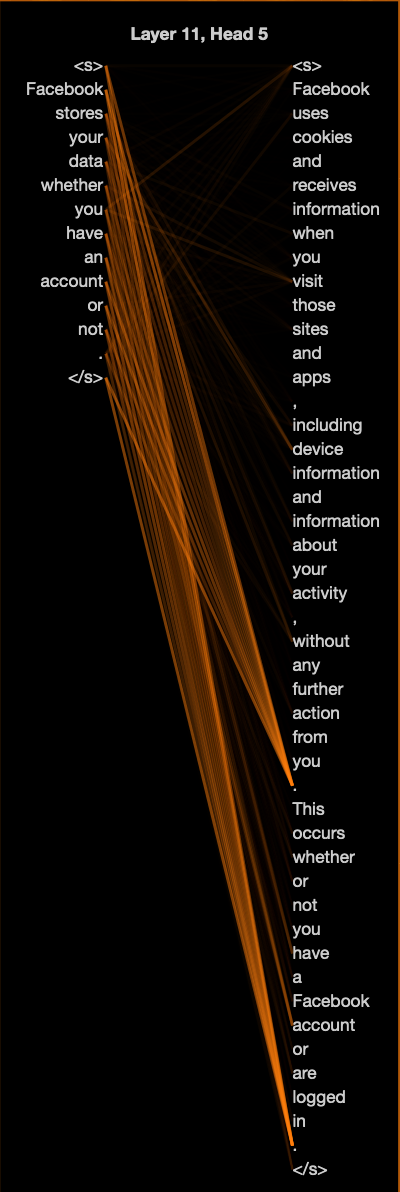 Layer 11, Head 5
<s> <s>
Facebook Facebook
stores uses
your cookies
data and
whether receives
you information
have when
an you
account visit
or those
not sites
. and
</s> apps
,
including
device
information
and
information
about
your
activity
,
without
any
further
action
from
you
.
This
occurs
whether
or
not
you
have
a
Facebook
account
or
are
logged
in
.
</s>